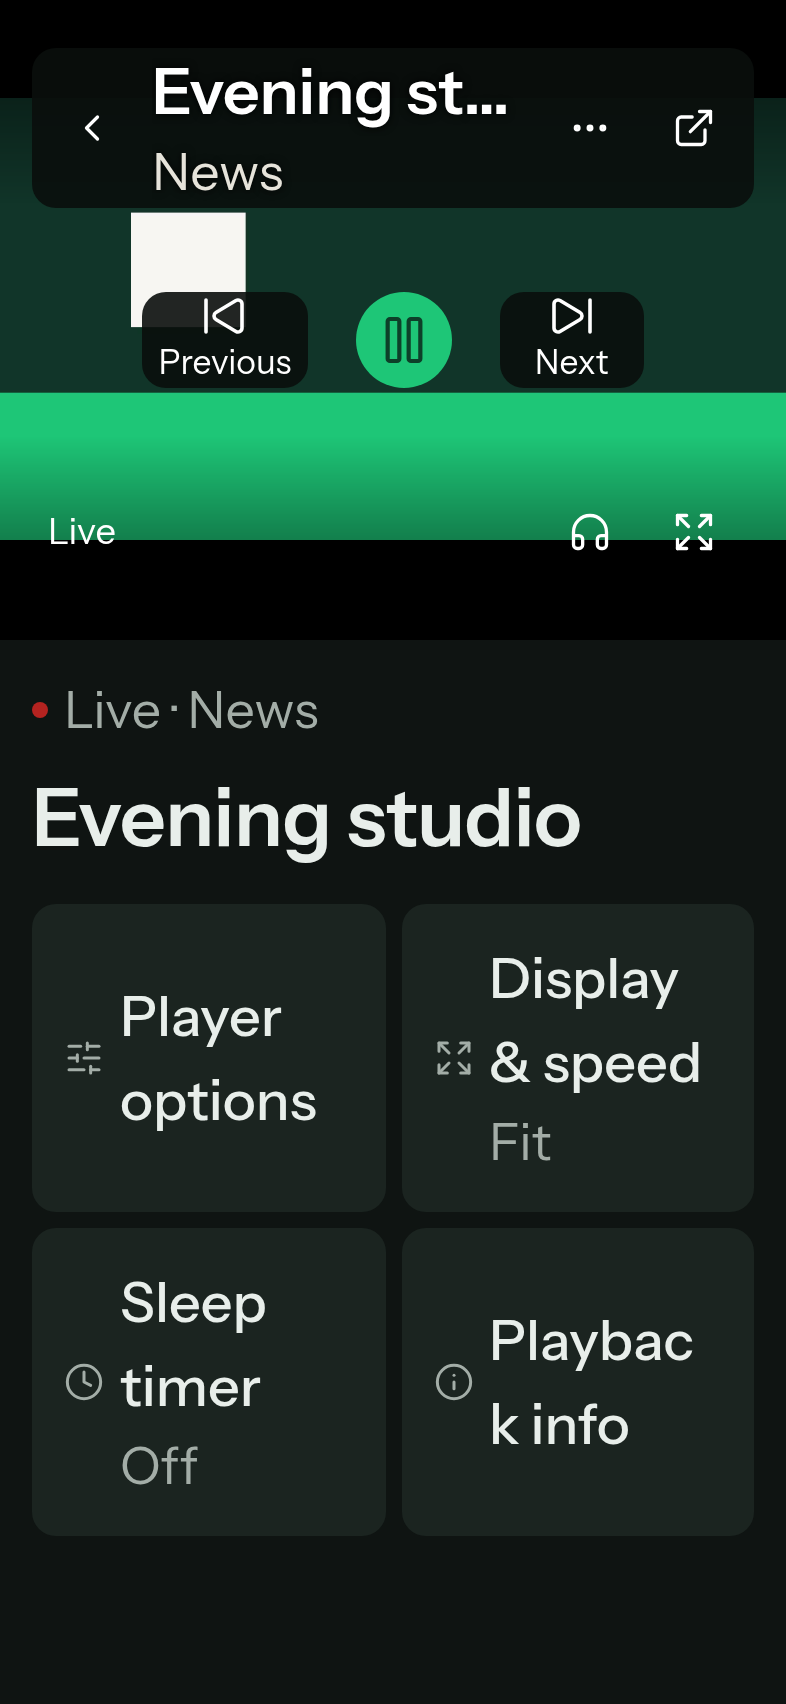 Evening st...
News
Previous
Next
Live
Live · News
Evening studio
Player
options
Display
& speed
Fit
Sleep
timer
Off
Playbac
k info